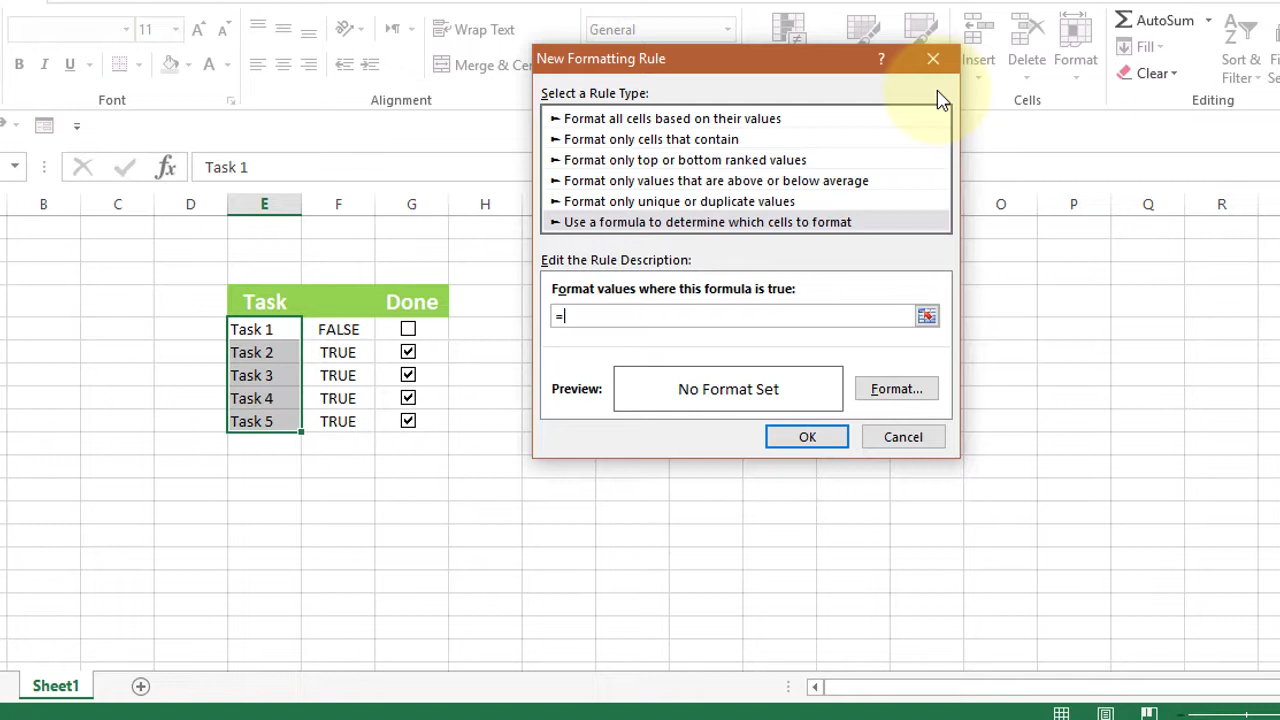 11 A A Wrap Text General AutoSum
B I U A Merge & Cen Insert Delete Format Fill Sort & Fi
Clear Filter Se
Font Alignment Cells Editing
New Formatting Rule ?
Select a Rule Type:
► Format all cells based on their values
► Format only cells that contain
► Format only top or bottom ranked values
► Format only values that are above or below average
► Format only unique or duplicate values
► Use a formula to determine which cells to format
Edit the Rule Description:
Format values where this formula is true:
=
Preview: No Format Set Format...
OK Cancel
fx Task 1
B C D E F G H O P Q R
Task Done
Task 1 FALSE
Task 2 TRUE
Task 3 TRUE
Task 4 TRUE
Task 5 TRUE
Sheet1